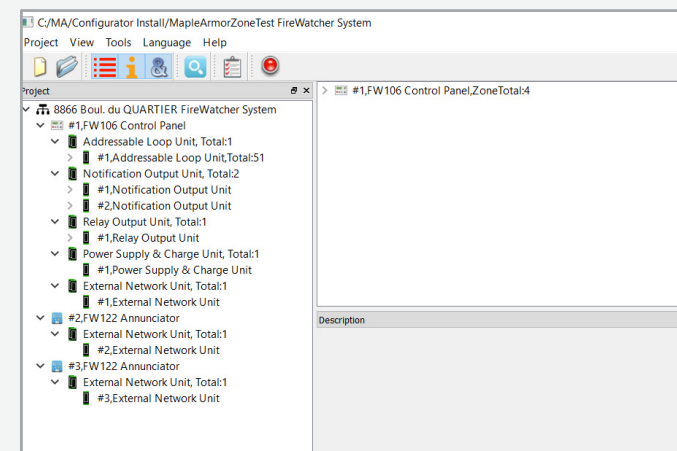 C:/MA/Configurator Install/MapleArmorZoneTest FireWatcher System
Project View Tools Language Help
Project
8866 Boul. du QUARTIER FireWatcher System
#1,FW106 Control Panel
Addressable Loop Unit, Total:1
#1,Addressable Loop Unit,Total:51
Notification Output Unit, Total:2
#1,Notification Output Unit
#2,Notification Output Unit
Relay Output Unit, Total:1
#1,Relay Output Unit
Power Supply & Charge Unit, Total:1
#1,Power Supply & Charge Unit
External Network Unit, Total:1
#1,External Network Unit
#2,FW122 Annunciator
External Network Unit, Total:1
#2,External Network Unit
#3,FW122 Annunciator
External Network Unit, Total:1
#3,External Network Unit
#1,FW106 Control Panel,ZoneTotal:4
Description